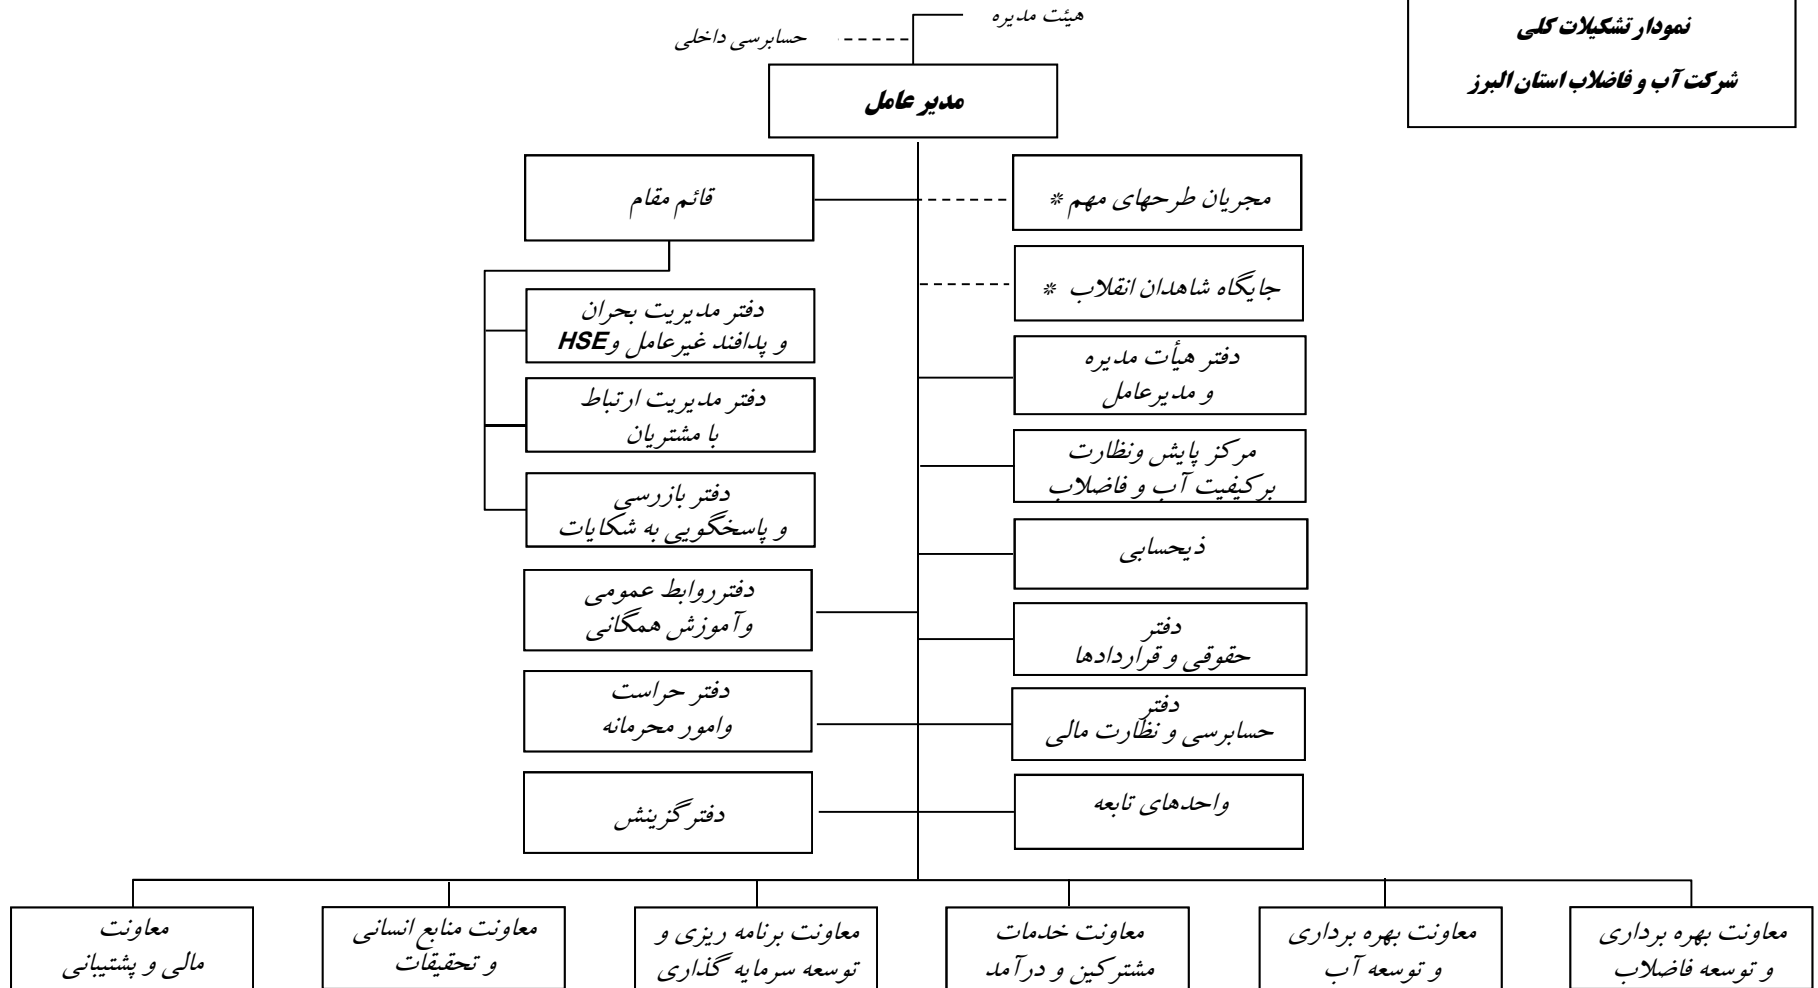 نمودار تشکیلات کلی
شرکت آب و فاضلاب استان البرز
هیئت مدیره
حسابرسی داخلی
مدیر عامل
مجریان طرحهای مهم *
قائم مقام
جایگاه شاهدان انقلاب *
دفتر مدیریت بحران
و پدافند غیرعامل و HSE
دفتر هیأت مدیره
و مدیرعامل
دفتر مدیریت ارتباط
با مشتریان
مرکز پایش ونظارت
برکیفیت آب و فاضلاب
دفتر بازرسی
و پاسخگویی به شکایات
ذیحسابی
دفترروابط عمومی
وآموزش همگانی
دفتر
حقوقی و قراردادها
دفتر حراست
وامور محرمانه
دفتر
حسابرسی و نظارت مالی
دفترگزینش
واحدهای تابعه
معاونت بهره برداری
و توسعه فاضلاب
معاونت بهره برداری
و توسعه آب
معاونت خدمات
مشترکین و درآمد
معاونت برنامه ریزی و
توسعه سرمایه گذاری
معاونت منابع انسانی
و تحقیقات
معاونت
مالی و پشتیبانی